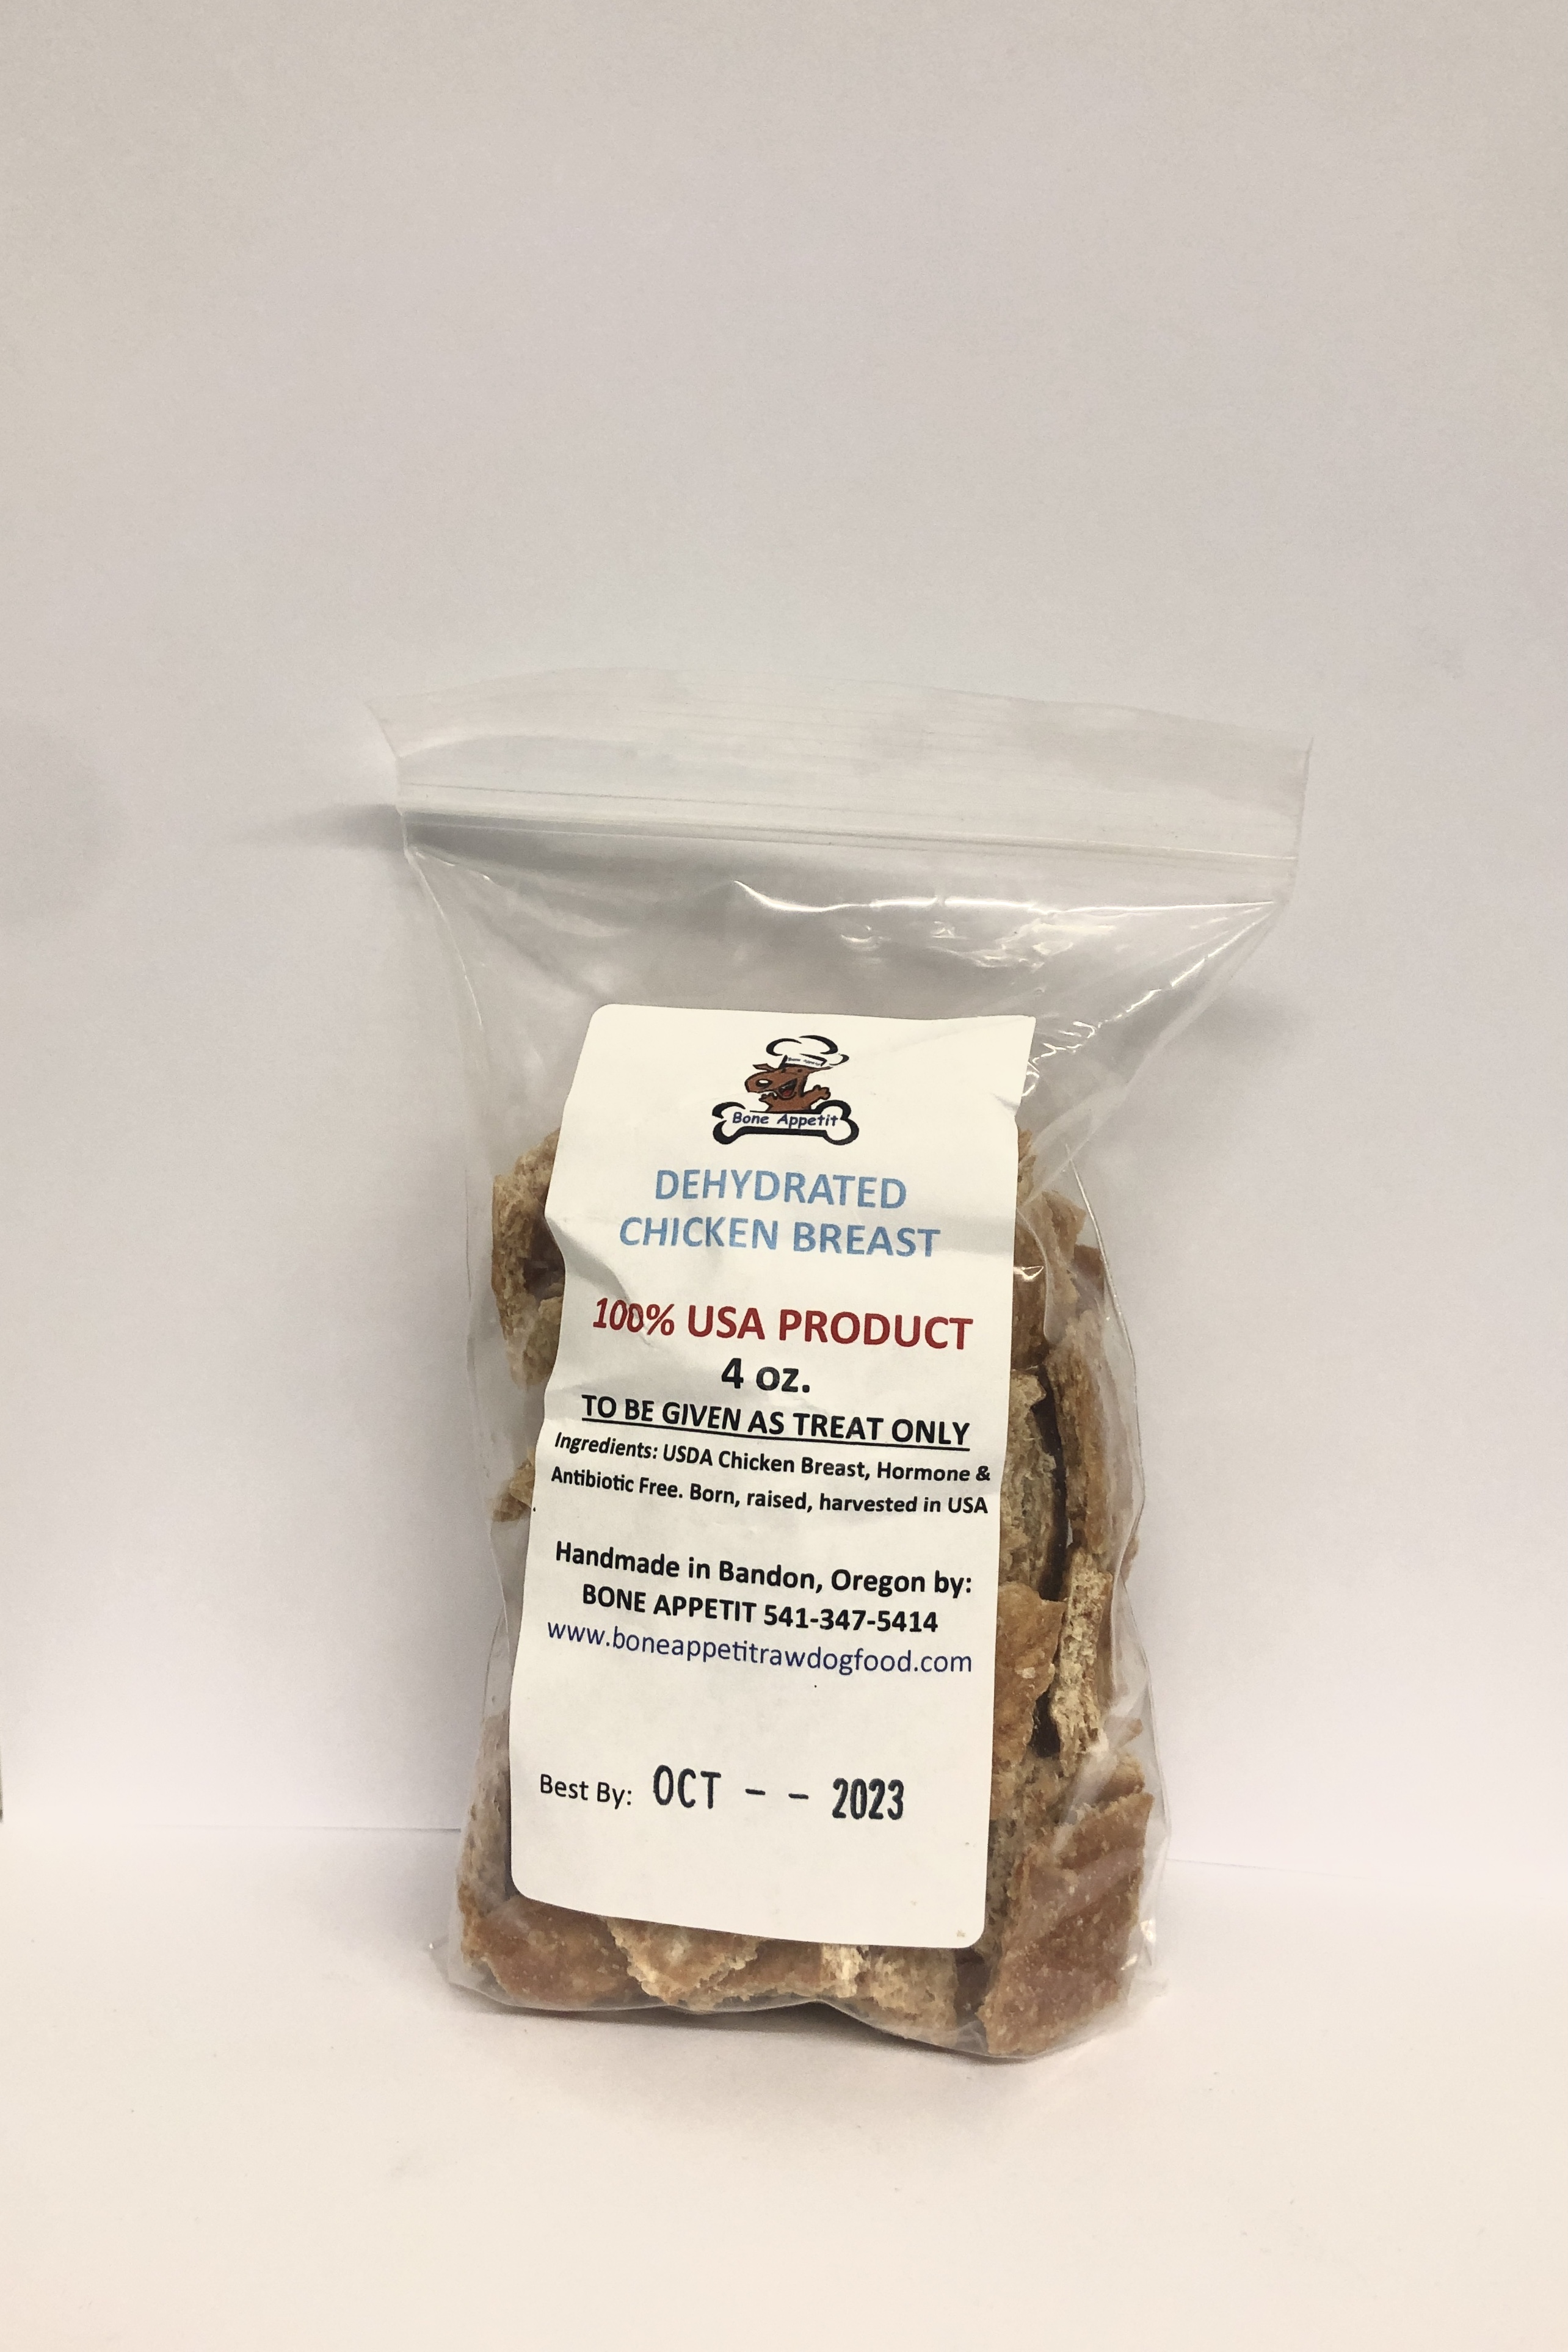 Bone Appetit
DEHYDRATED
CHICKEN BREAST
100% USA PRODUCT
4 oz.
TO BE GIVEN AS TREAT ONLY
Ingredients: USDA Chicken Breast, Hormone &
Antibiotic Free. Born, raised, harvested in USA
Handmade in Bandon, Oregon by:
BONE APPETIT 541-347-5414
www.boneappetitrawdogfood.com
Best By: OCT - - 2023